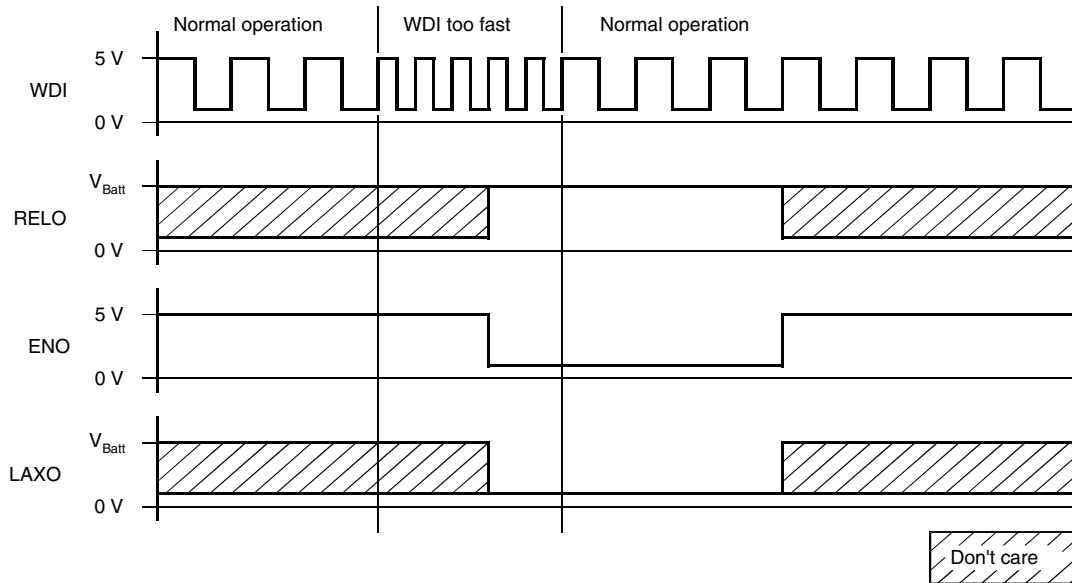 Normal operation WDI too fast Normal operation
5 V
WDI
0 V
V_Batt
RELO
0 V
5 V
ENO
0 V
V_Batt
LAXO
0 V
Don't care